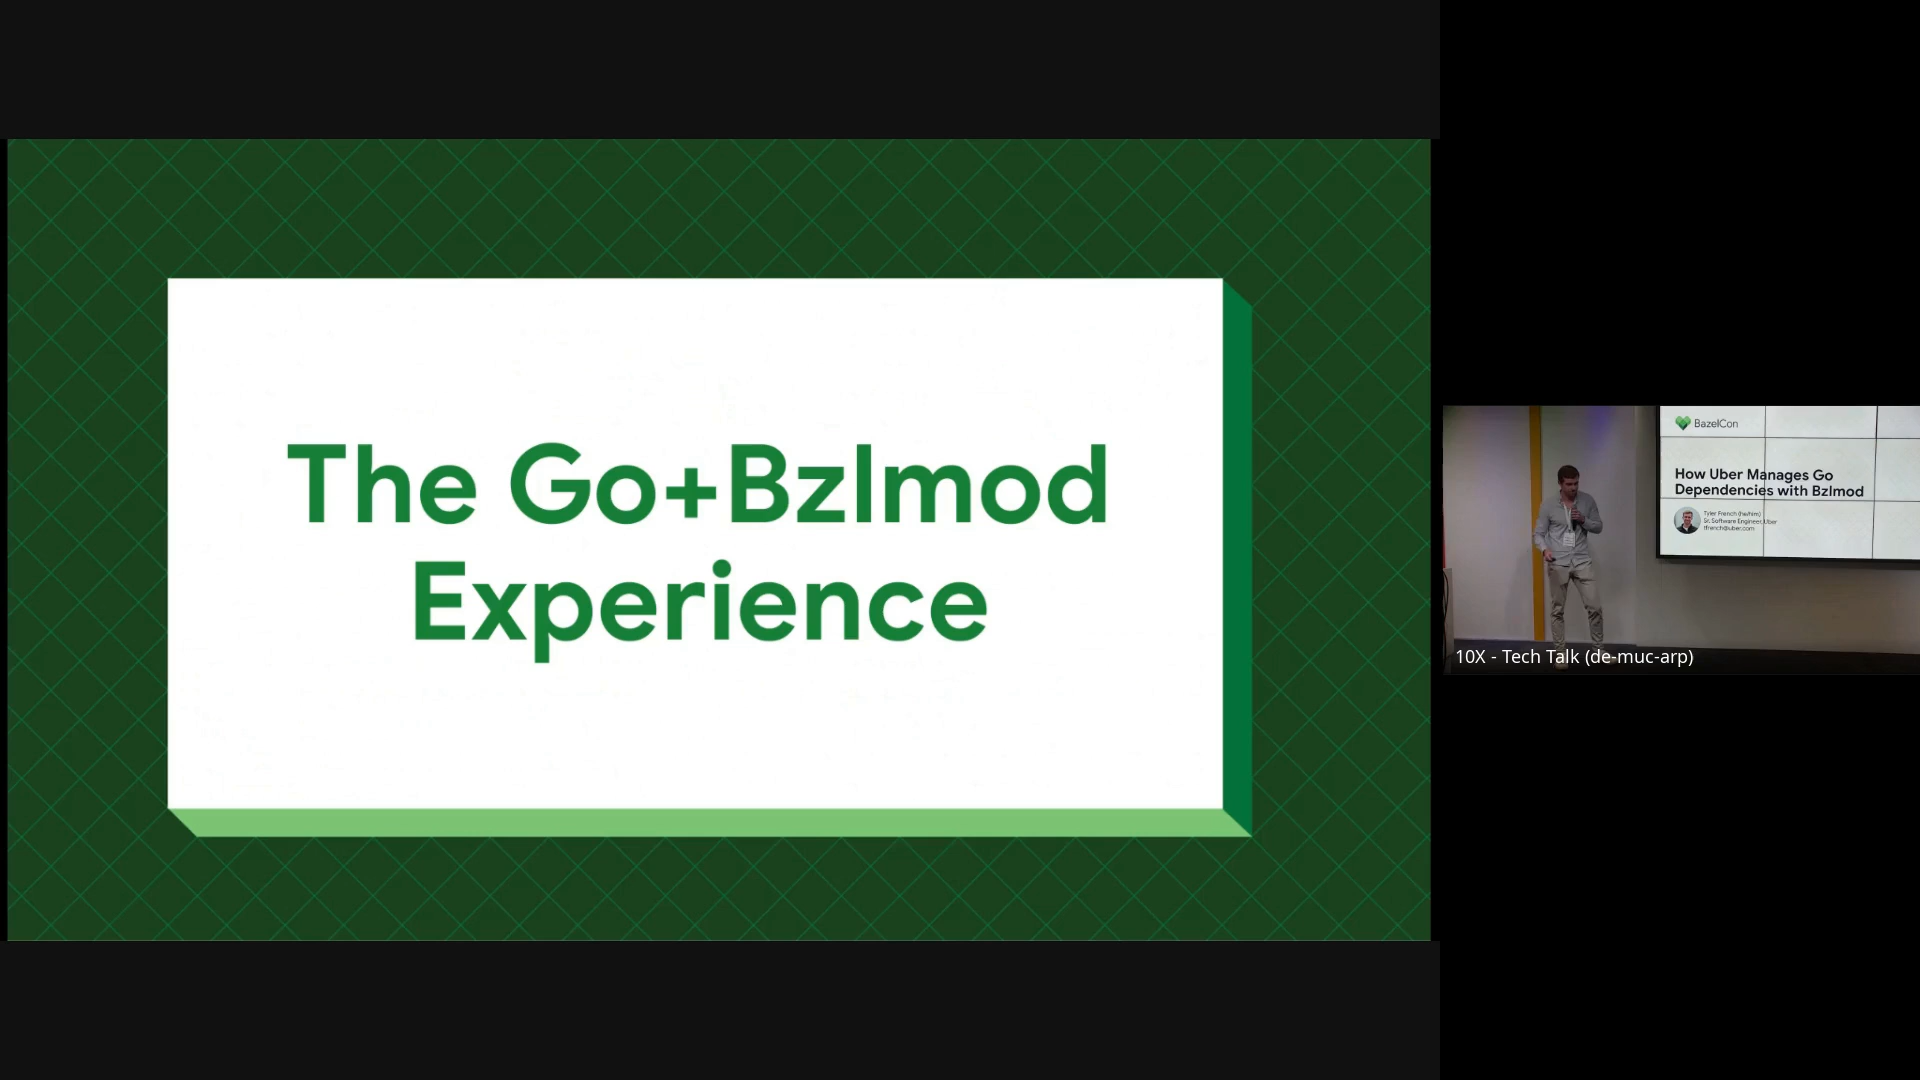 The Go+Bzlmod
Experience
BazelCon
How Uber Manages Go
Dependencies with Bzlmod
Tyler French (he/him)
Sr. Software Engineer, Uber
tfrench@uber.com
10X - Tech Talk (de-muc-arp)